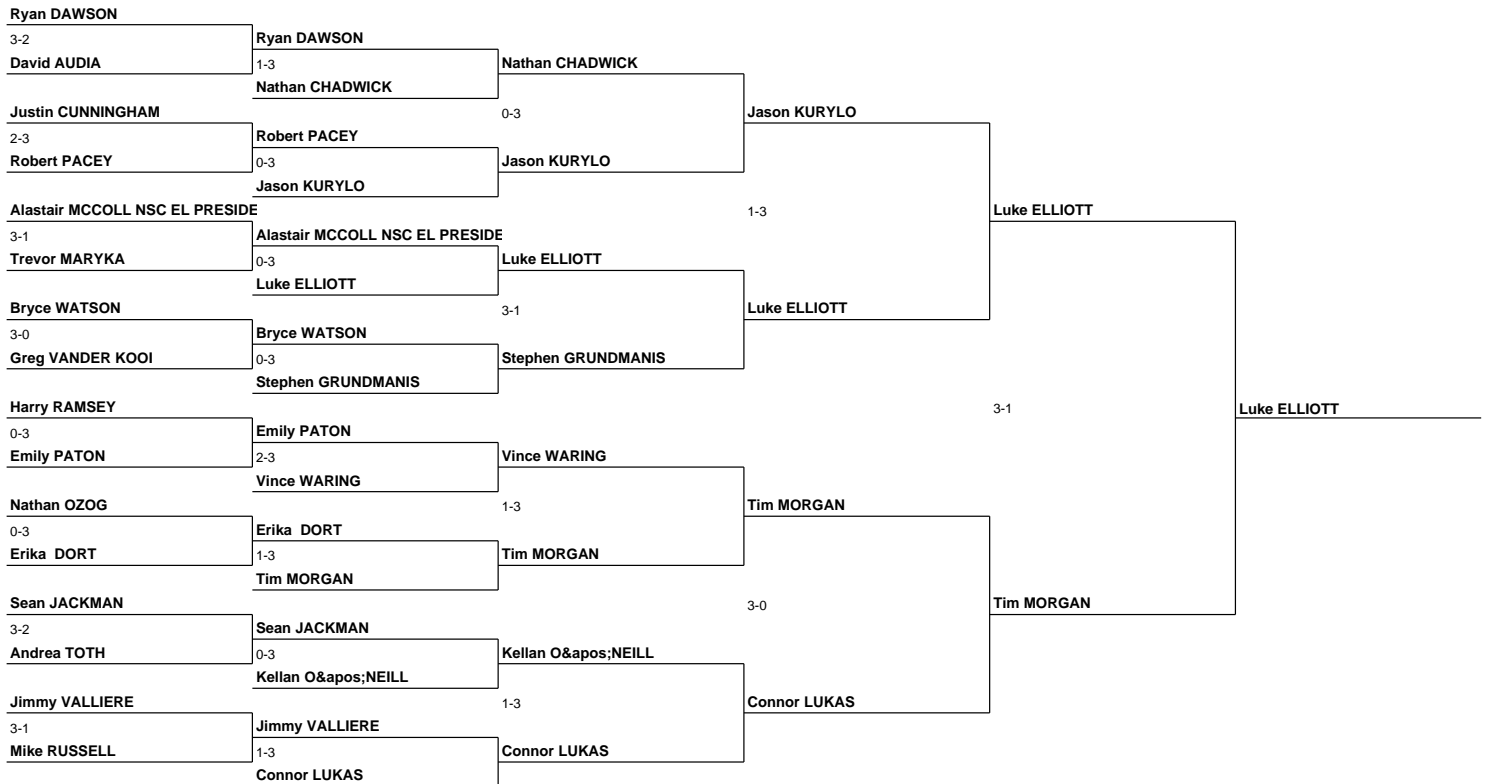 Ryan DAWSON
3-2
David AUDIA
Justin CUNNINGHAM
2-3
Robert PACEY
Alastair MCCOLL NSC EL PRESIDE
3-1
Trevor MARYKA
Bryce WATSON
3-0
Greg VANDER KOOI
Harry RAMSEY
0-3
Emily PATON
Nathan OZOG
0-3
Erika  DORT
Sean JACKMAN
3-2
Andrea TOTH
Jimmy VALLIERE
3-1
Mike RUSSELL
Ryan DAWSON
1-3
Nathan CHADWICK
Robert PACEY
0-3
Jason KURYLO
Alastair MCCOLL NSC EL PRESIDE
0-3
Luke ELLIOTT
Bryce WATSON
0-3
Stephen GRUNDMANIS
Emily PATON
2-3
Vince WARING
Erika  DORT
1-3
Tim MORGAN
Sean JACKMAN
0-3
Kellan O&apos;NEILL
Jimmy VALLIERE
1-3
Connor LUKAS
Nathan CHADWICK
0-3
Jason KURYLO
Luke ELLIOTT
3-1
Stephen GRUNDMANIS
Vince WARING
1-3
Tim MORGAN
Kellan O&apos;NEILL
1-3
Connor LUKAS
Jason KURYLO
1-3
Luke ELLIOTT
Tim MORGAN
3-0
Connor LUKAS
Luke ELLIOTT
3-1
Tim MORGAN
Luke ELLIOTT